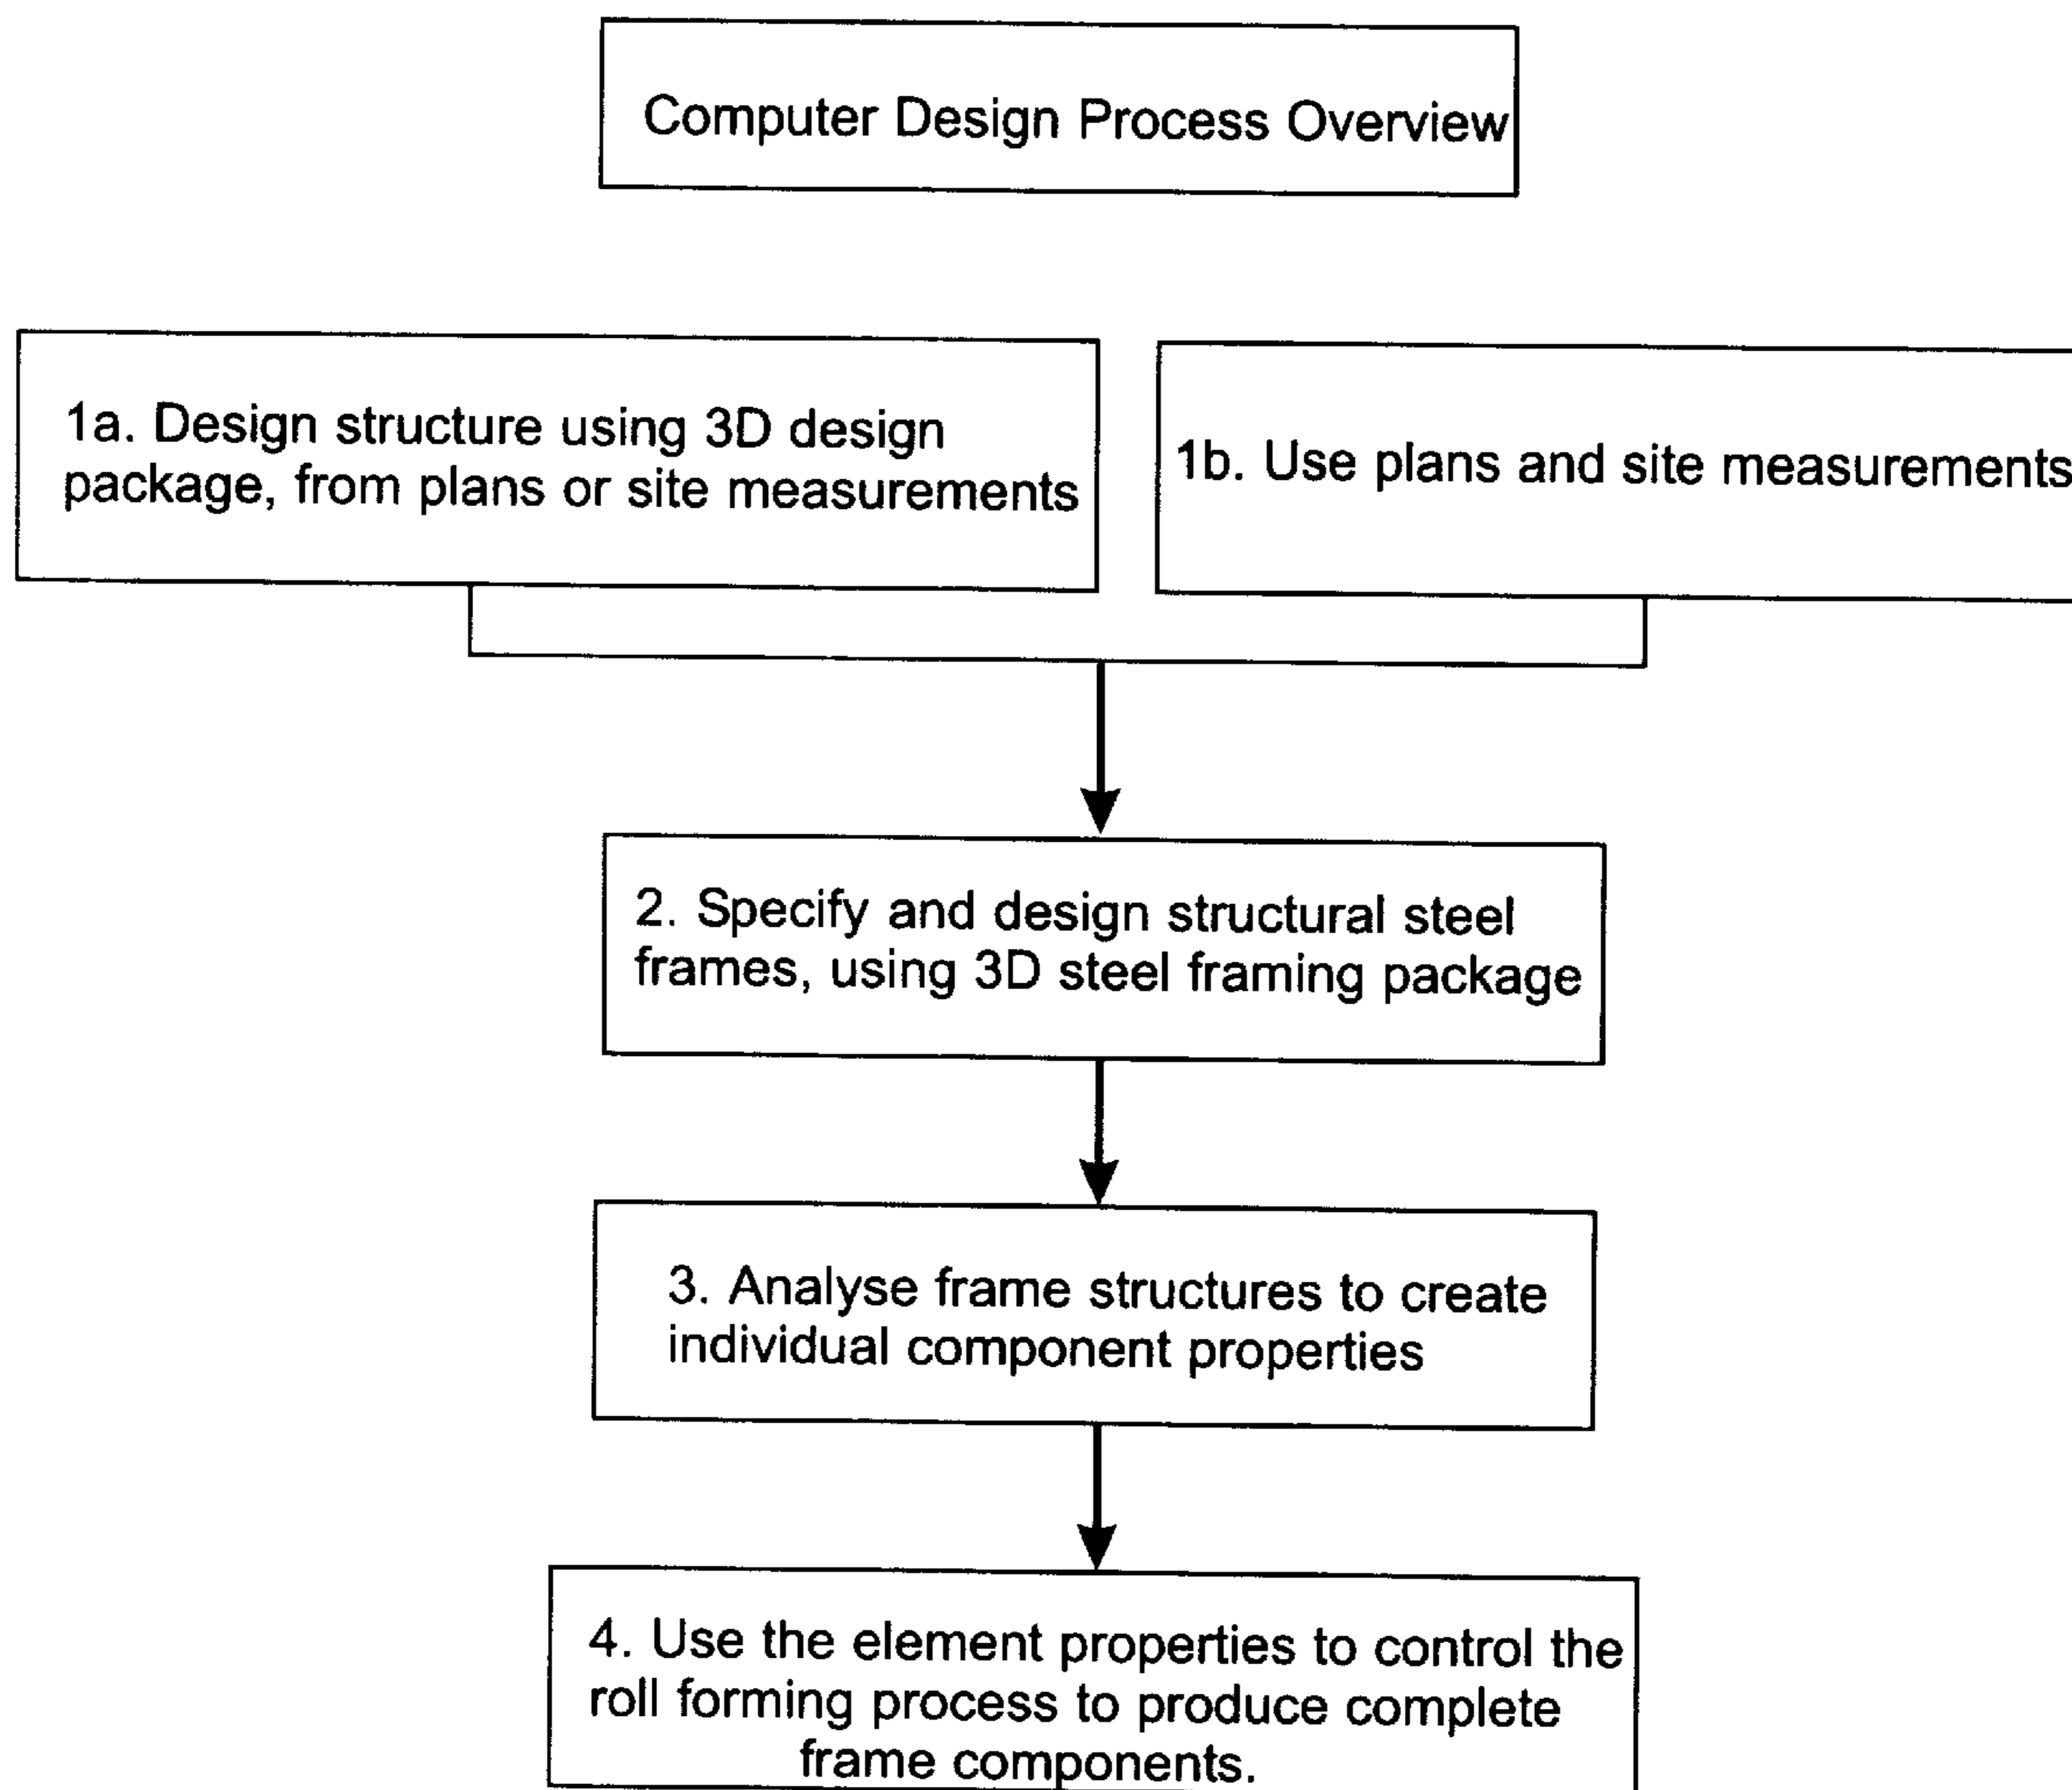 Computer Design Process Overview
1a. Design structure using 3D design
package, from plans or site measurements
1b. Use plans and site measurements
2. Specify and design structural steel
frames, using 3D steel framing package
3. Analyse frame structures to create
individual component properties
4. Use the element properties to control the
roll forming process to produce complete
frame components.